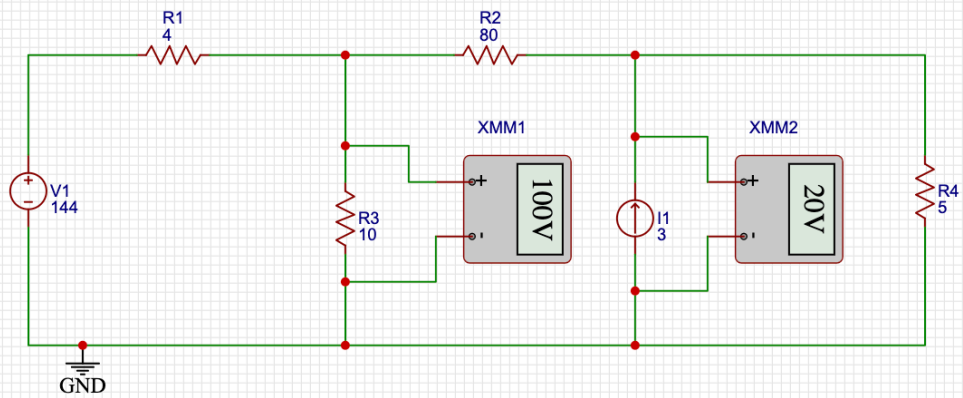 R1
4
R2
80
XMM1
XMM2
+
-
100V
+
-
20V
+
−
V1
144
R3
10
I1
3
R4
5
GND